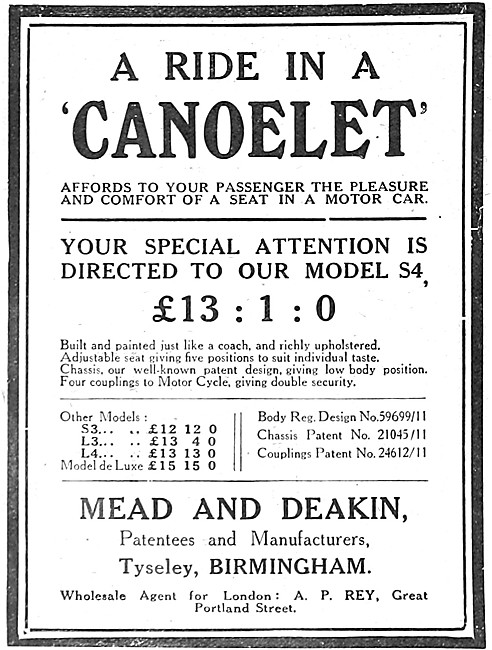 A RIDE IN A
'CANOELET'
AFFORDS TO YOUR PASSENGER THE PLEASURE
AND COMFORT OF A SEAT IN A MOTOR CAR.
YOUR SPECIAL ATTENTION IS
DIRECTED TO OUR MODEL S4,
£13 : 1 : 0
Built and painted just like a coach, and richly upholstered.
Adjustable seat giving five positions to suit individual taste.
Chassis, our well-known patent design, giving low body position.
Four couplings to Motor Cycle, giving double security.
Other Models :
S3... .. £12 12 0
L3... .. £13 4 0
L4... .. £13 13 0
Model de Luxe £15 15 0
Body Reg. Design No. 59699/11
Chassis Patent No. 21045/11
Couplings Patent No. 24612/11
MEAD AND DEAKIN,
Patentees and Manufacturers,
Tyseley, BIRMINGHAM.
Wholesale Agent for London : A. P. REY, Great
Portland Street.